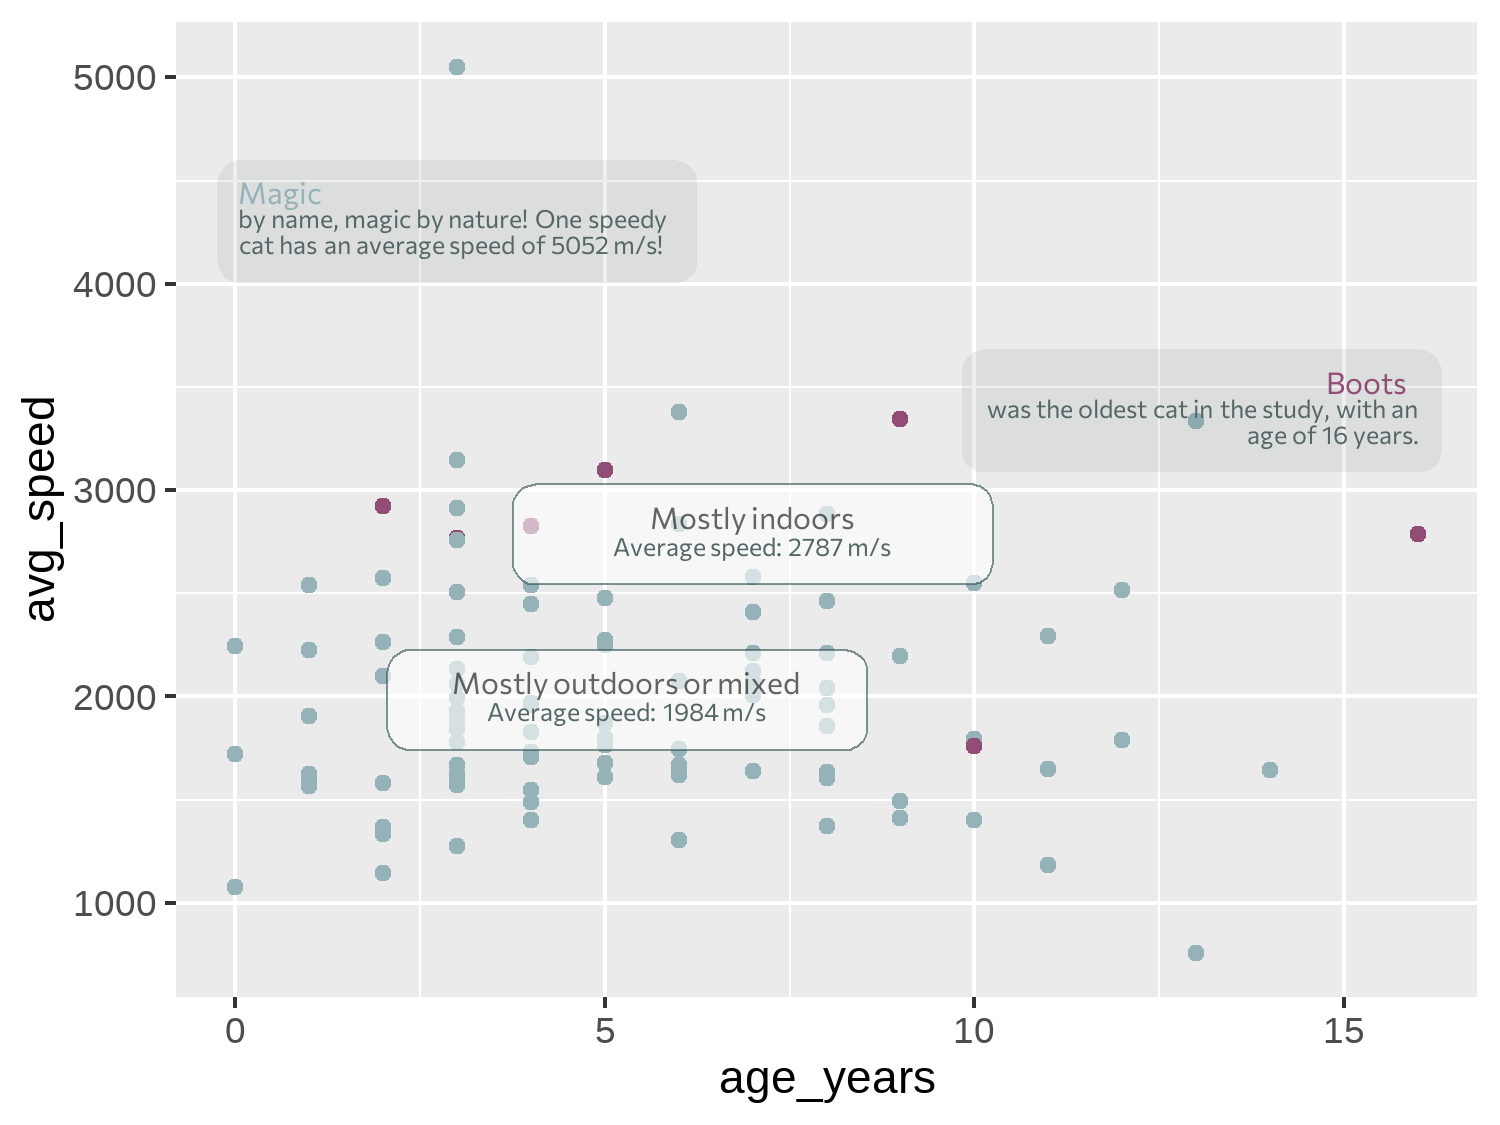 5000
Magic
by name, magic by nature! One speedy
cat has an average speed of 5052 m/s!
4000
Boots
was the oldest cat in the study, with an
age of 16 years.
3000
Mostly indoors
Average speed: 2787 m/s
avg_speed
Mostly outdoors or mixed
2000
Average speed: 1984 m/s
1000
0 5 10 15
age_years